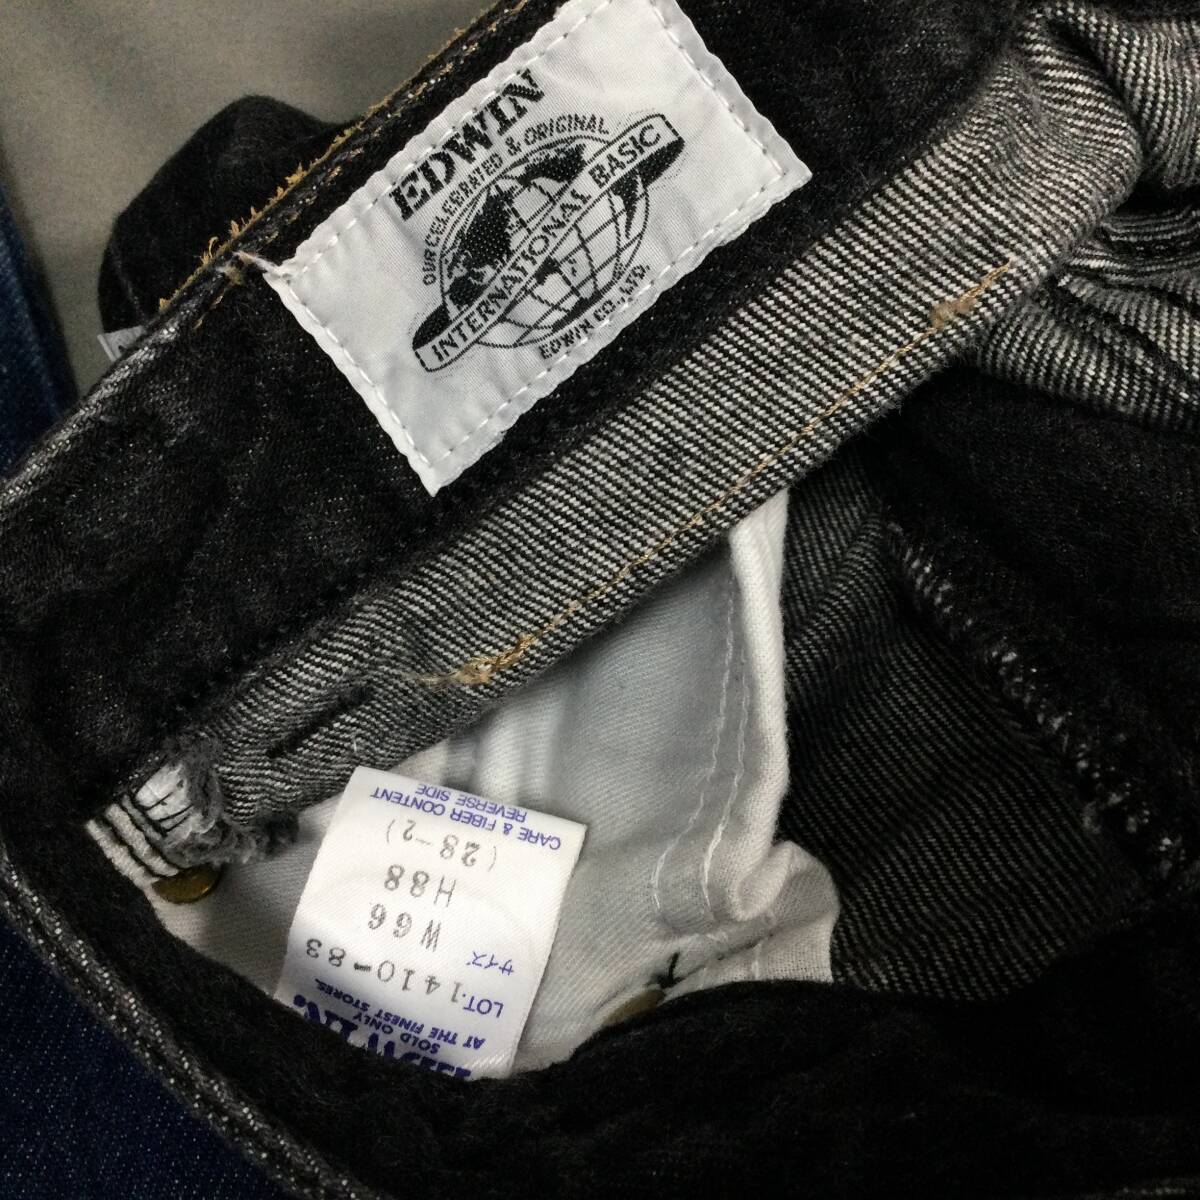 EDWIN
OUR CELEBRATED & ORIGINAL
INTERNATIONAL BASIC
EDWIN CO., LTD.
EDWIN
SOLD ONLY
AT THE FINEST STORES.
LOT.1410-83
サイズ
W66
H88
(28-2)
CARE & FIBER CONTENT
REVERSE SIDE